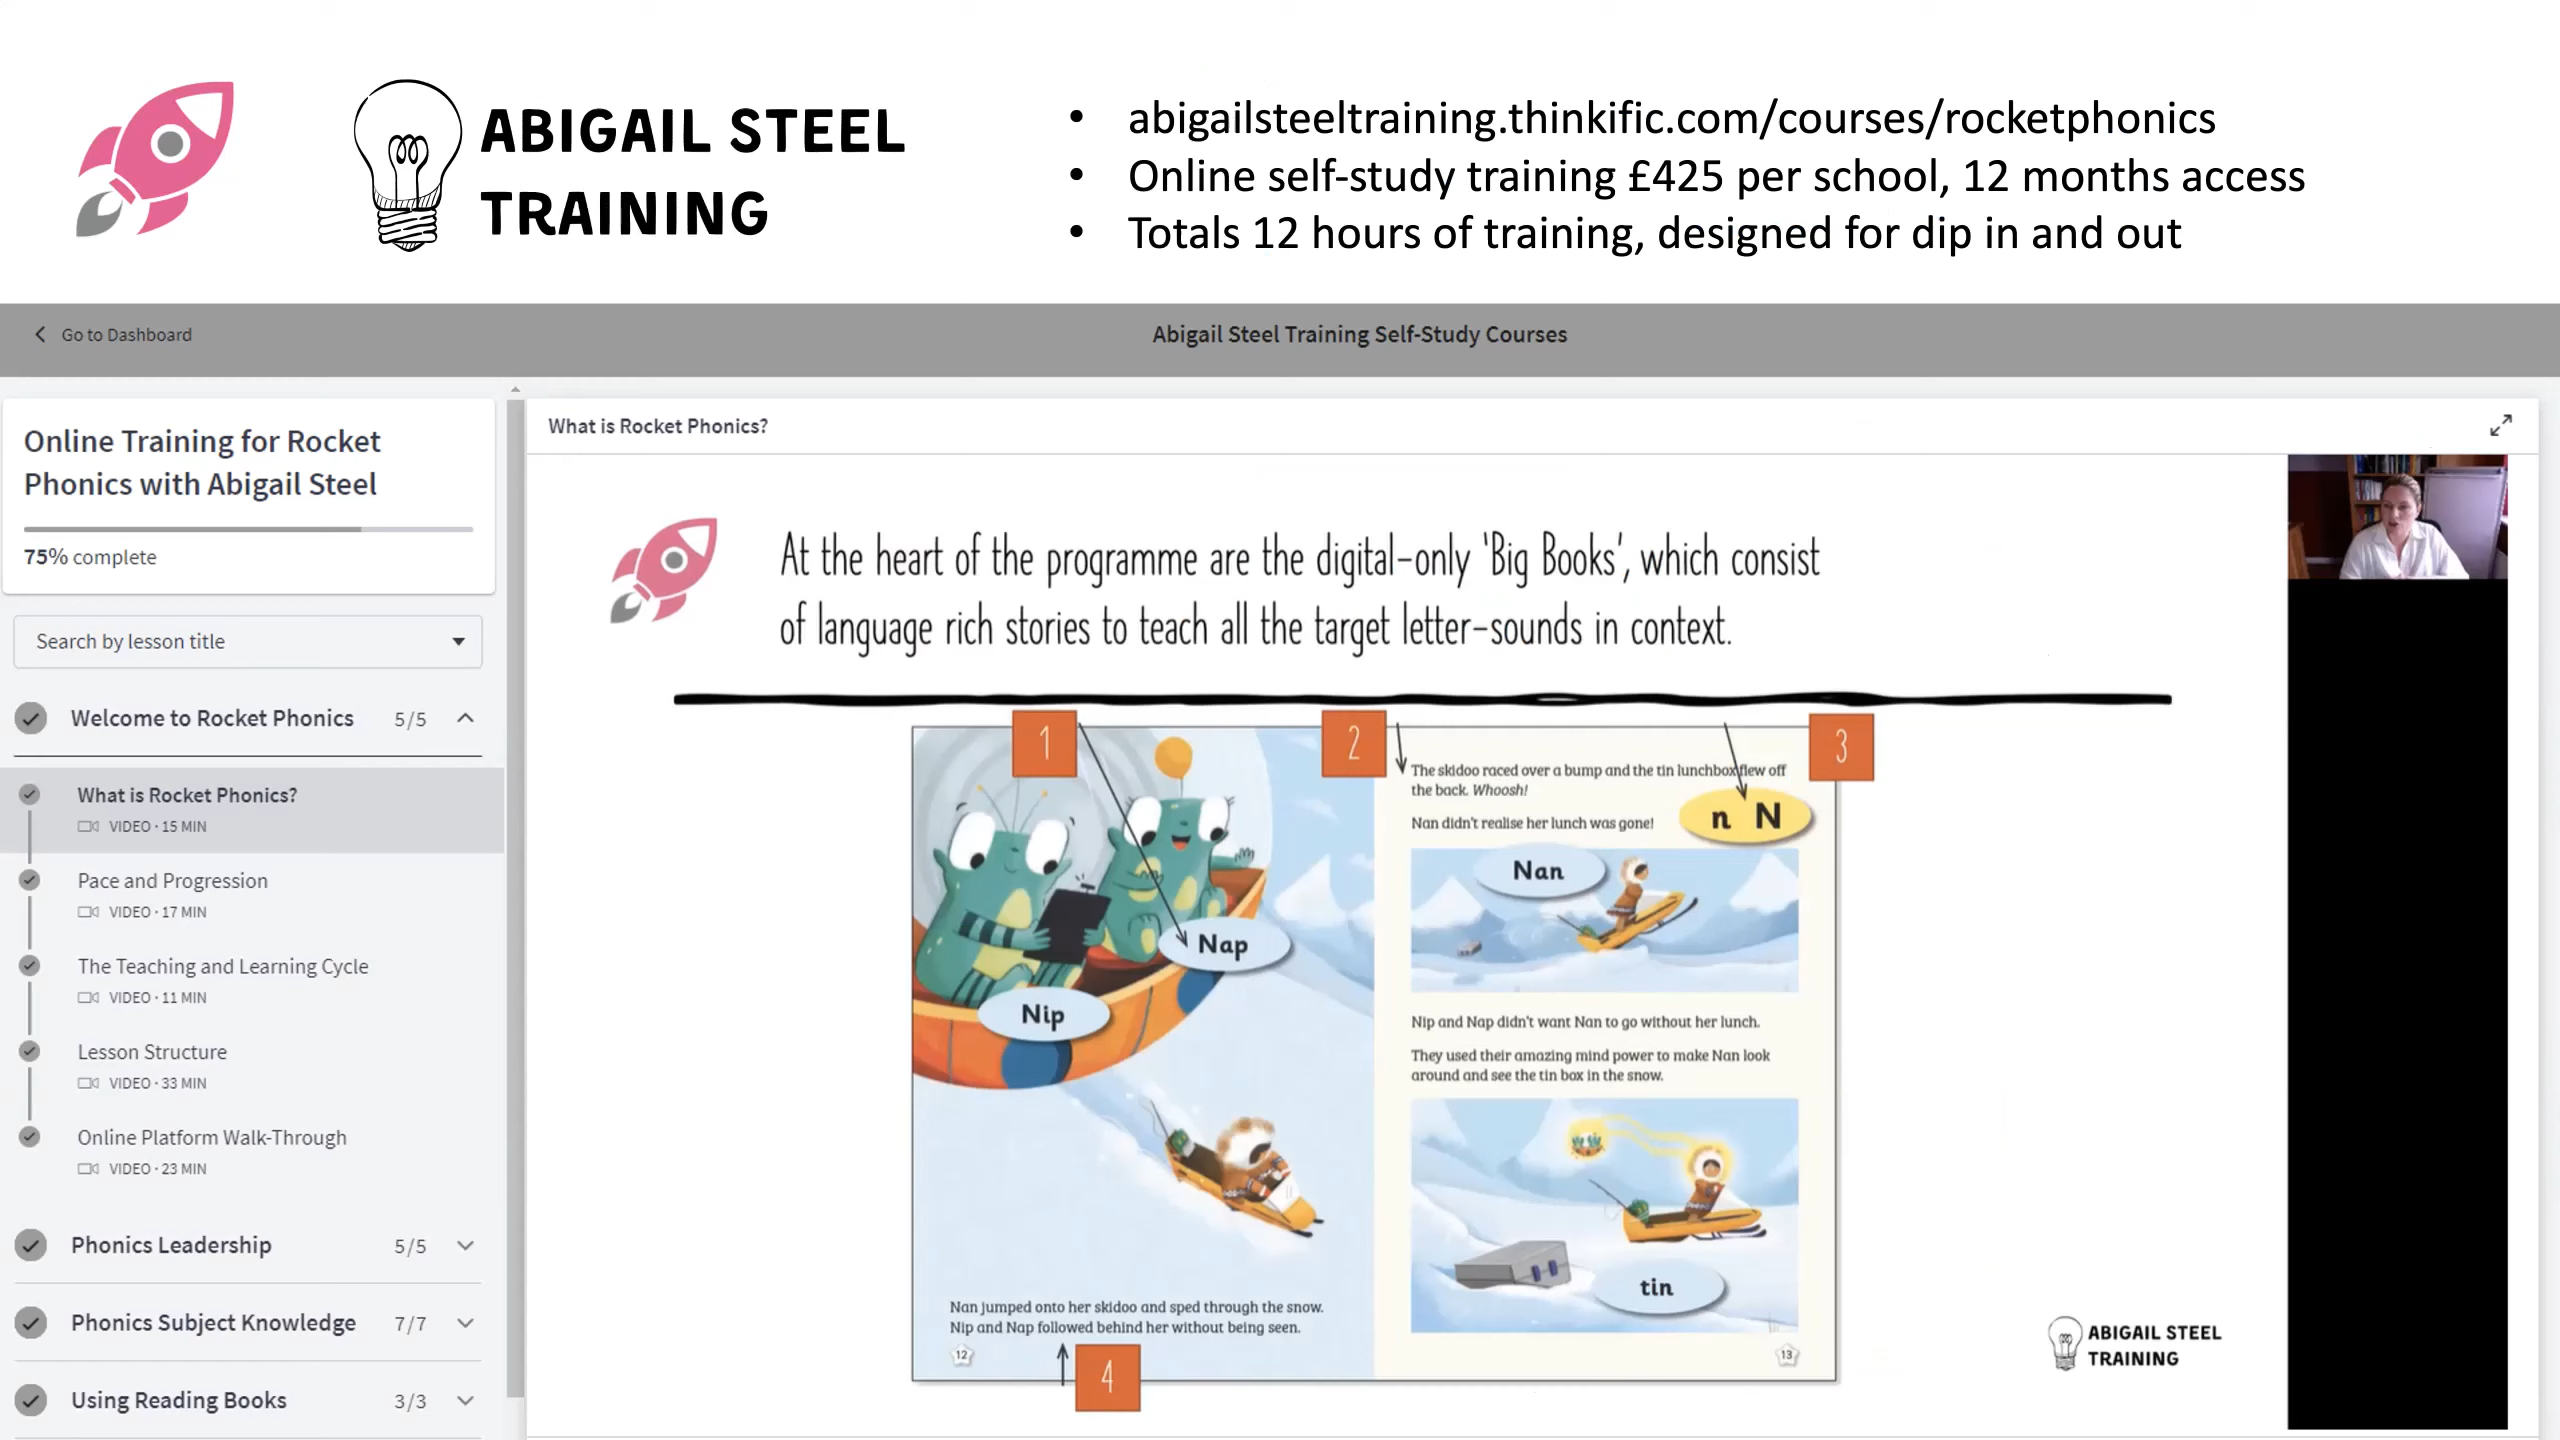 ABIGAIL STEEL
TRAINING
• abigailsteeltraining.thinkific.com/courses/rocketphonics
• Online self-study training £425 per school, 12 months access
• Totals 12 hours of training, designed for dip in and out
Go to Dashboard
Abigail Steel Training Self-Study Courses
Online Training for Rocket
Phonics with Abigail Steel
75% complete
Search by lesson title
Welcome to Rocket Phonics 5/5
What is Rocket Phonics?
VIDEO · 15 MIN
Pace and Progression
VIDEO · 17 MIN
The Teaching and Learning Cycle
VIDEO · 11 MIN
Lesson Structure
VIDEO · 33 MIN
Online Platform Walk-Through
VIDEO · 23 MIN
Phonics Leadership 5/5
Phonics Subject Knowledge 7/7
Using Reading Books 3/3
What is Rocket Phonics?
At the heart of the programme are the digital-only 'Big Books', which consist
of language rich stories to teach all the target letter-sounds in context.
1
2
3
Nap
Nip
Nan jumped onto her skidoo and sped through the snow.
Nip and Nap followed behind her without being seen.
12
4
The skidoo raced over a bump and the tin lunchbox flew off
the back. Whoosh!
n N
Nan didn't realise her lunch was gone!
Nan
Nip and Nap didn't want Nan to go without her lunch.
They used their amazing mind power to make Nan look
around and see the tin box in the snow.
tin
13
ABIGAIL STEEL
TRAINING